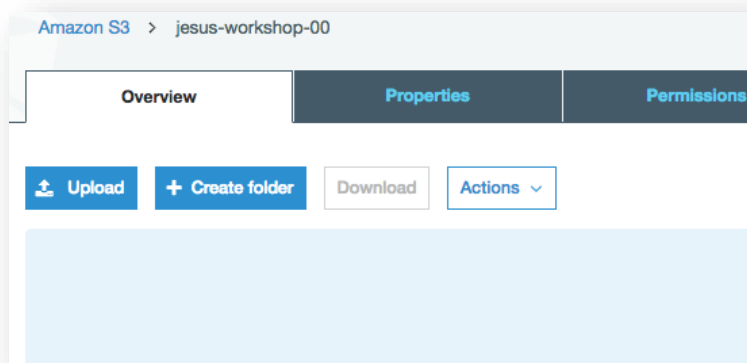 Amazon S3 > jesus-workshop-00
Overview Properties Permissions
Upload + Create folder Download Actions